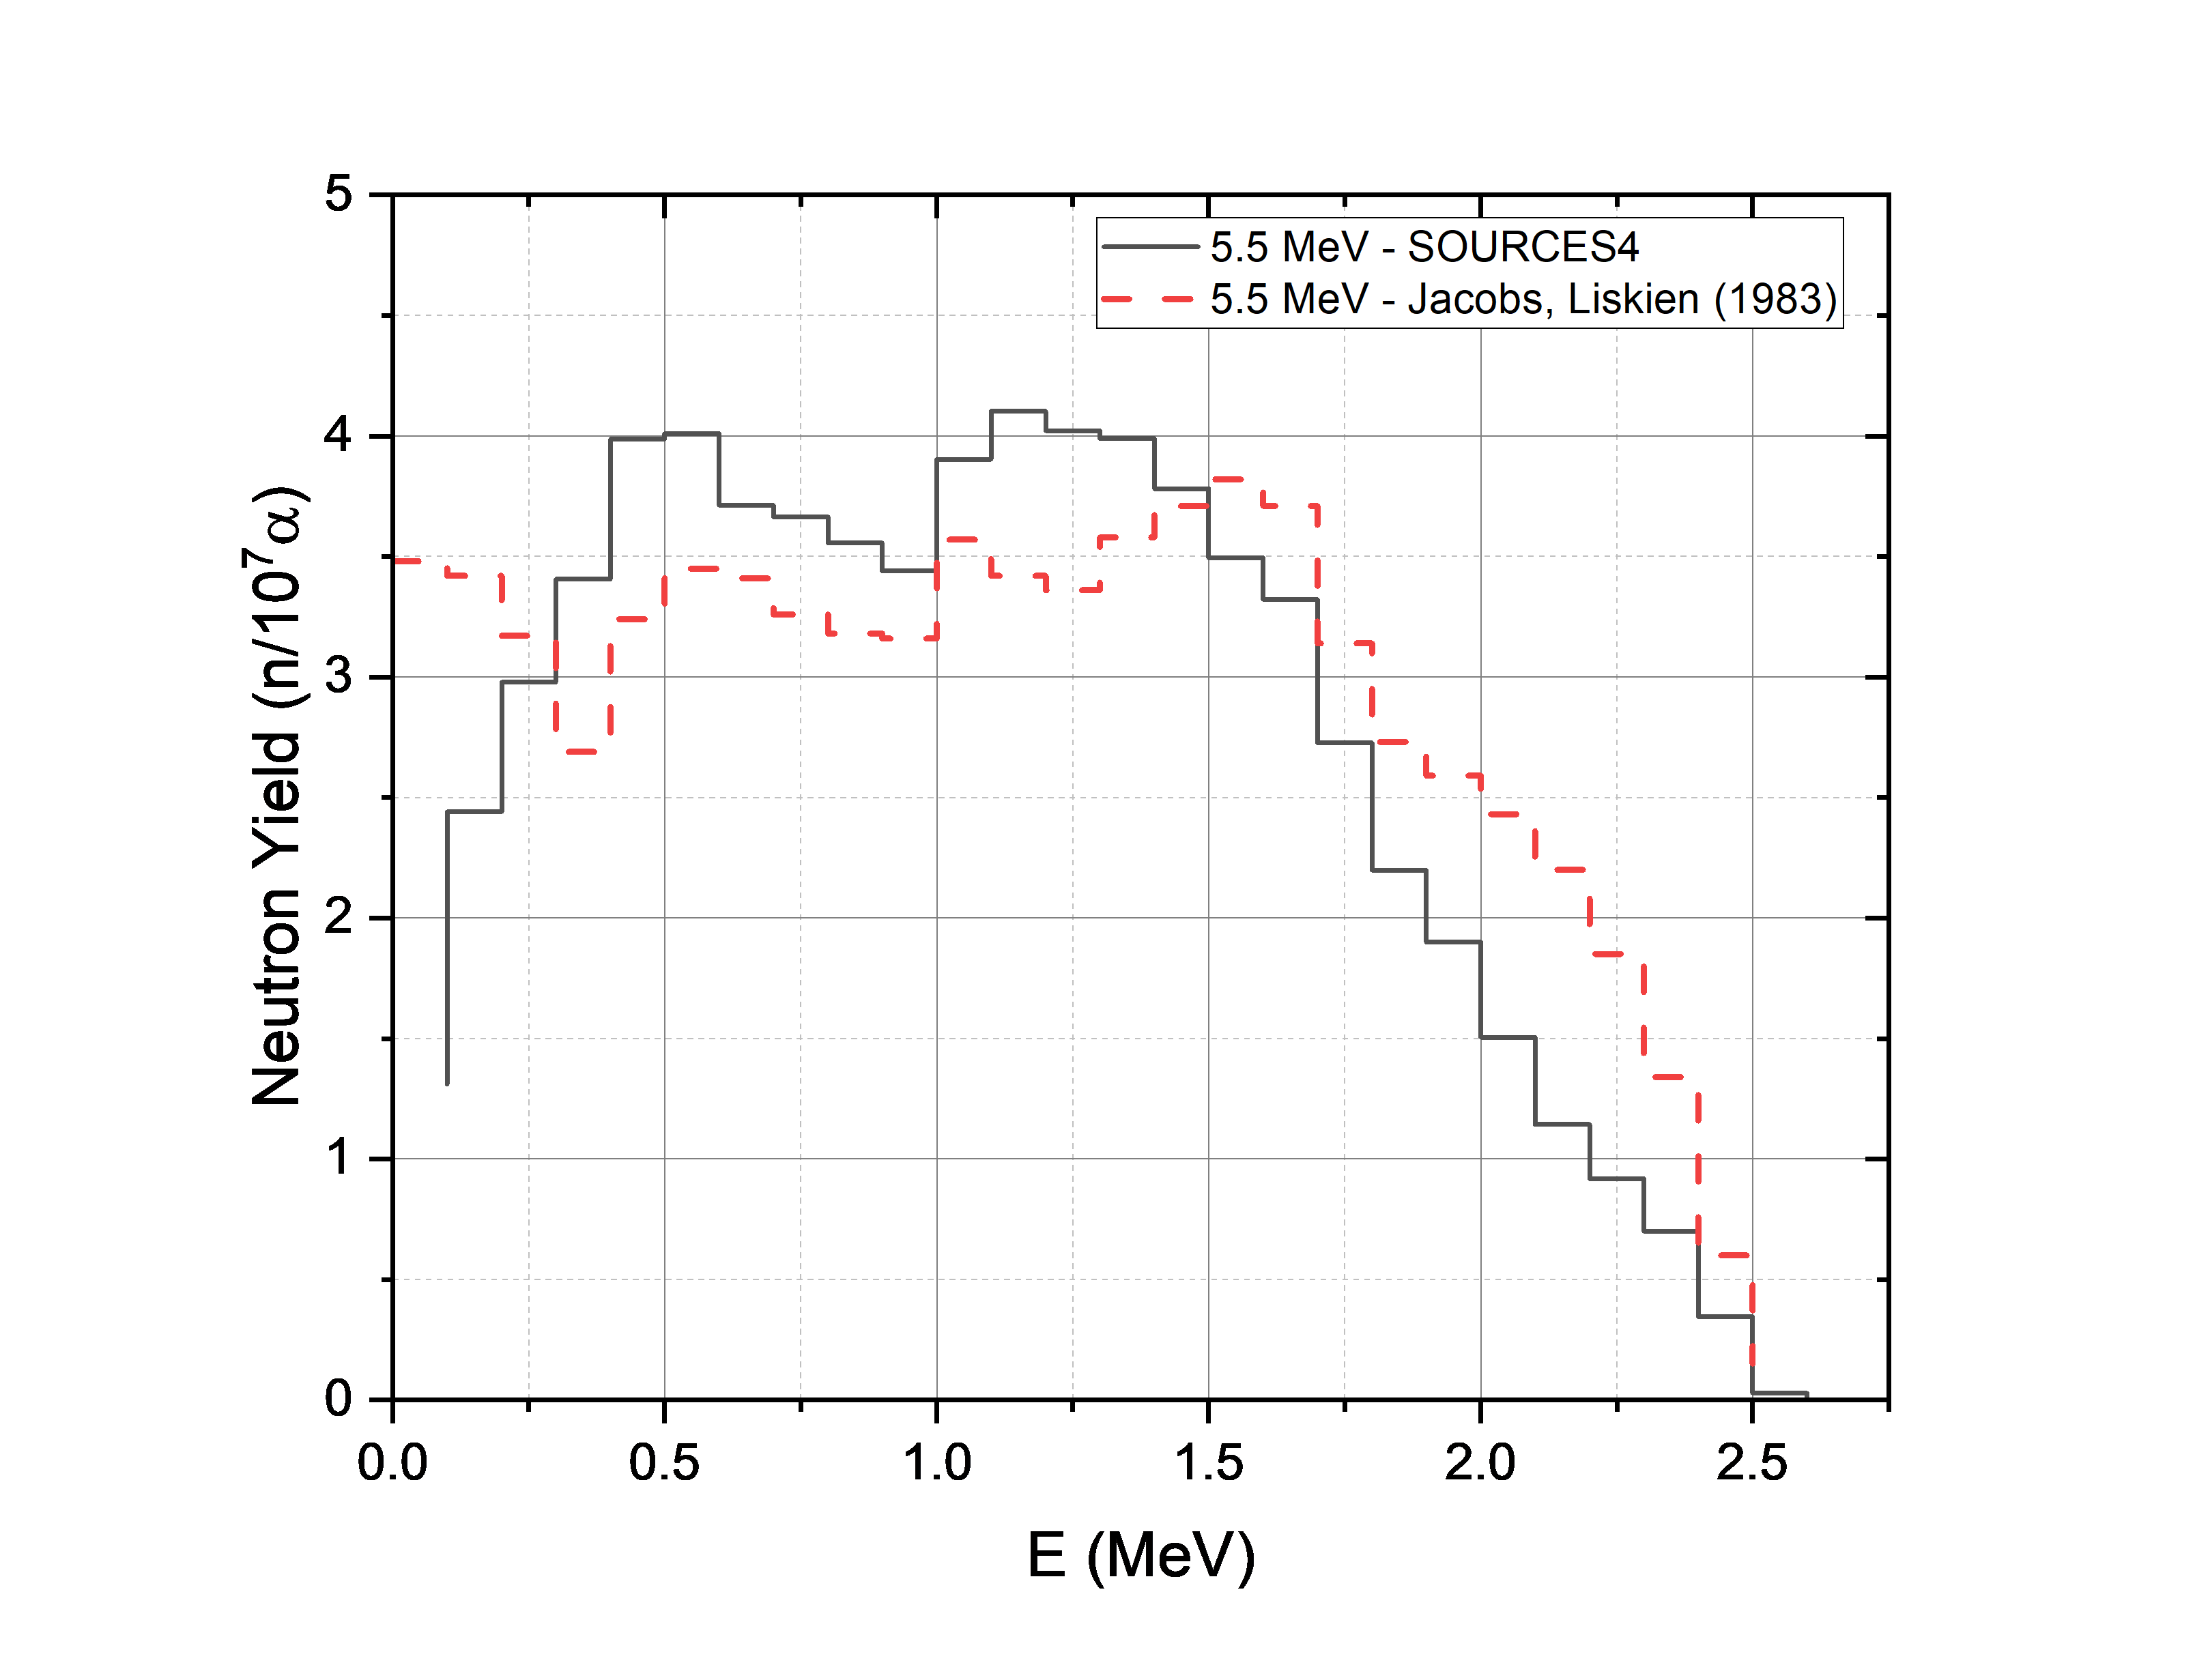 5.5 MeV - SOURCES4
5.5 MeV - Jacobs, Liskien (1983)
Neutron Yield (n/10⁷α)
5
4
3
2
1
0
0.0 0.5 1.0 1.5 2.0 2.5
E (MeV)